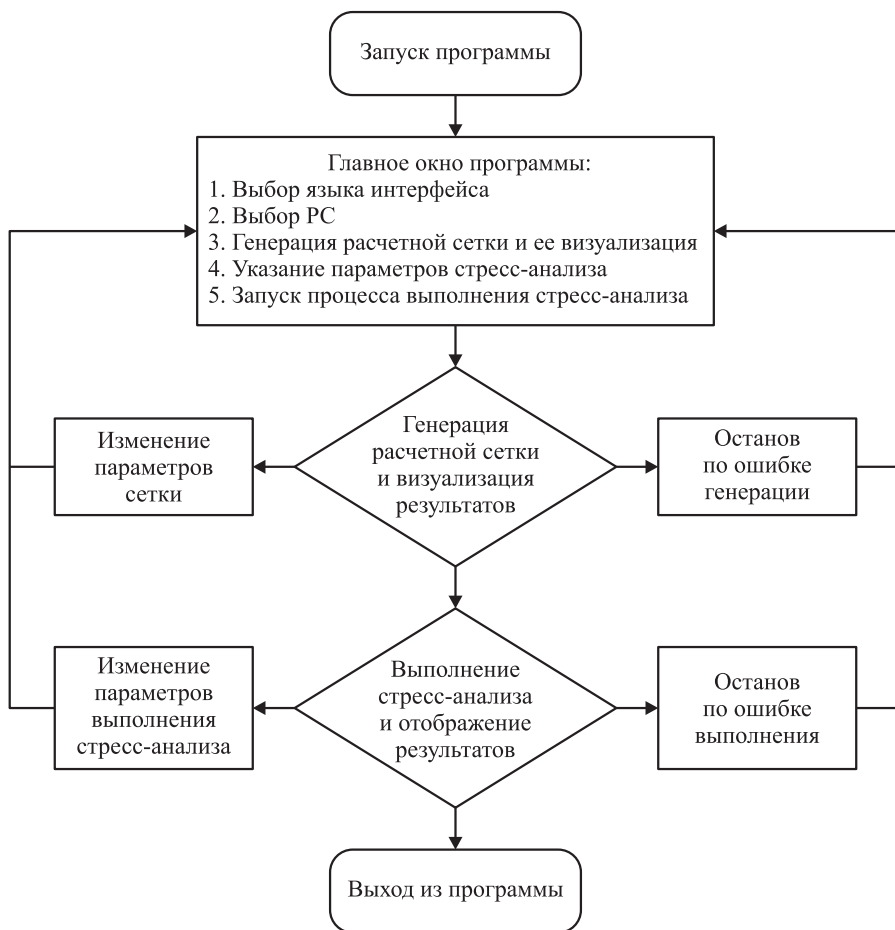 Запуск программы
Главное окно программы:
1. Выбор языка интерфейса
2. Выбор РС
3. Генерация расчетной сетки и ее визуализация
4. Указание параметров стресс-анализа
5. Запуск процесса выполнения стресс-анализа
Изменение
параметров
сетки
Генерация
расчетной сетки
и визуализация
результатов
Останов
по ошибке
генерации
Изменение
параметров
выполнения
стресс-анализа
Выполнение
стресс-анализа
и отображение
результатов
Останов
по ошибке
выполнения
Выход из программы